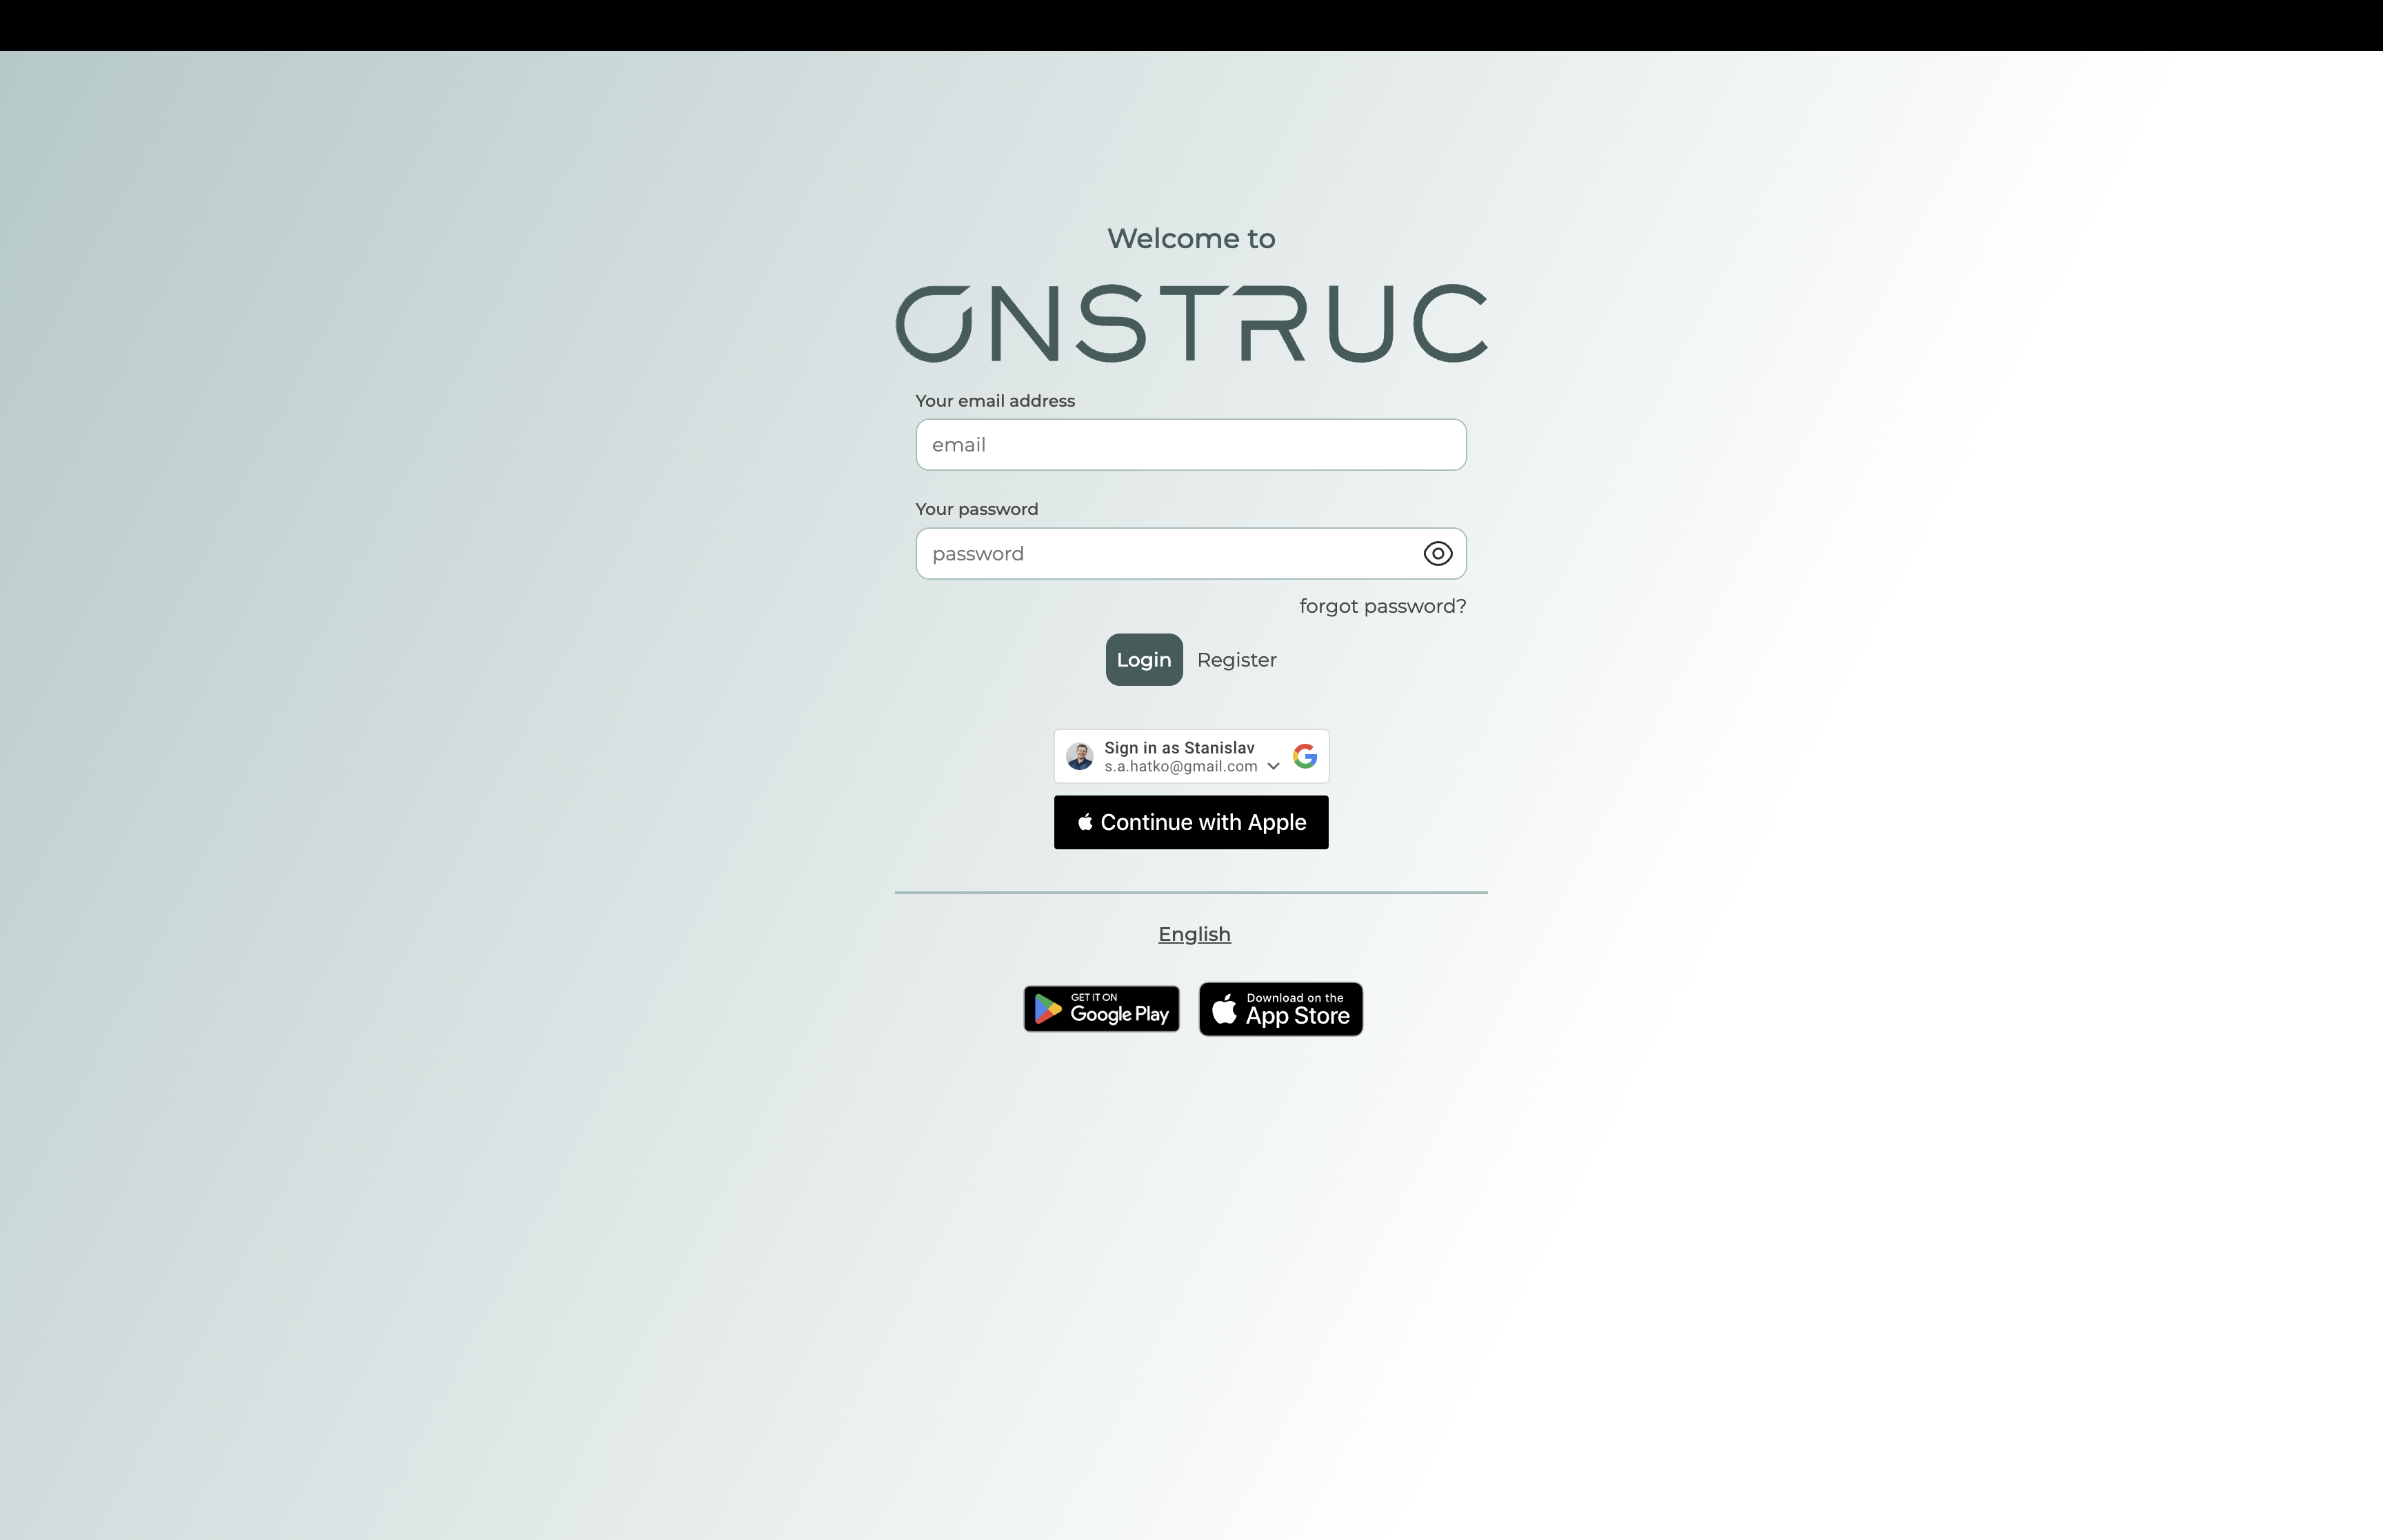 Welcome to
ONSTRUC
Your email address
email
Your password
password
forgot password?
Login Register
Sign in as Stanislav
s.a.hatko@gmail.com
Continue with Apple
English
GET IT ON
Google Play
Download on the
App Store